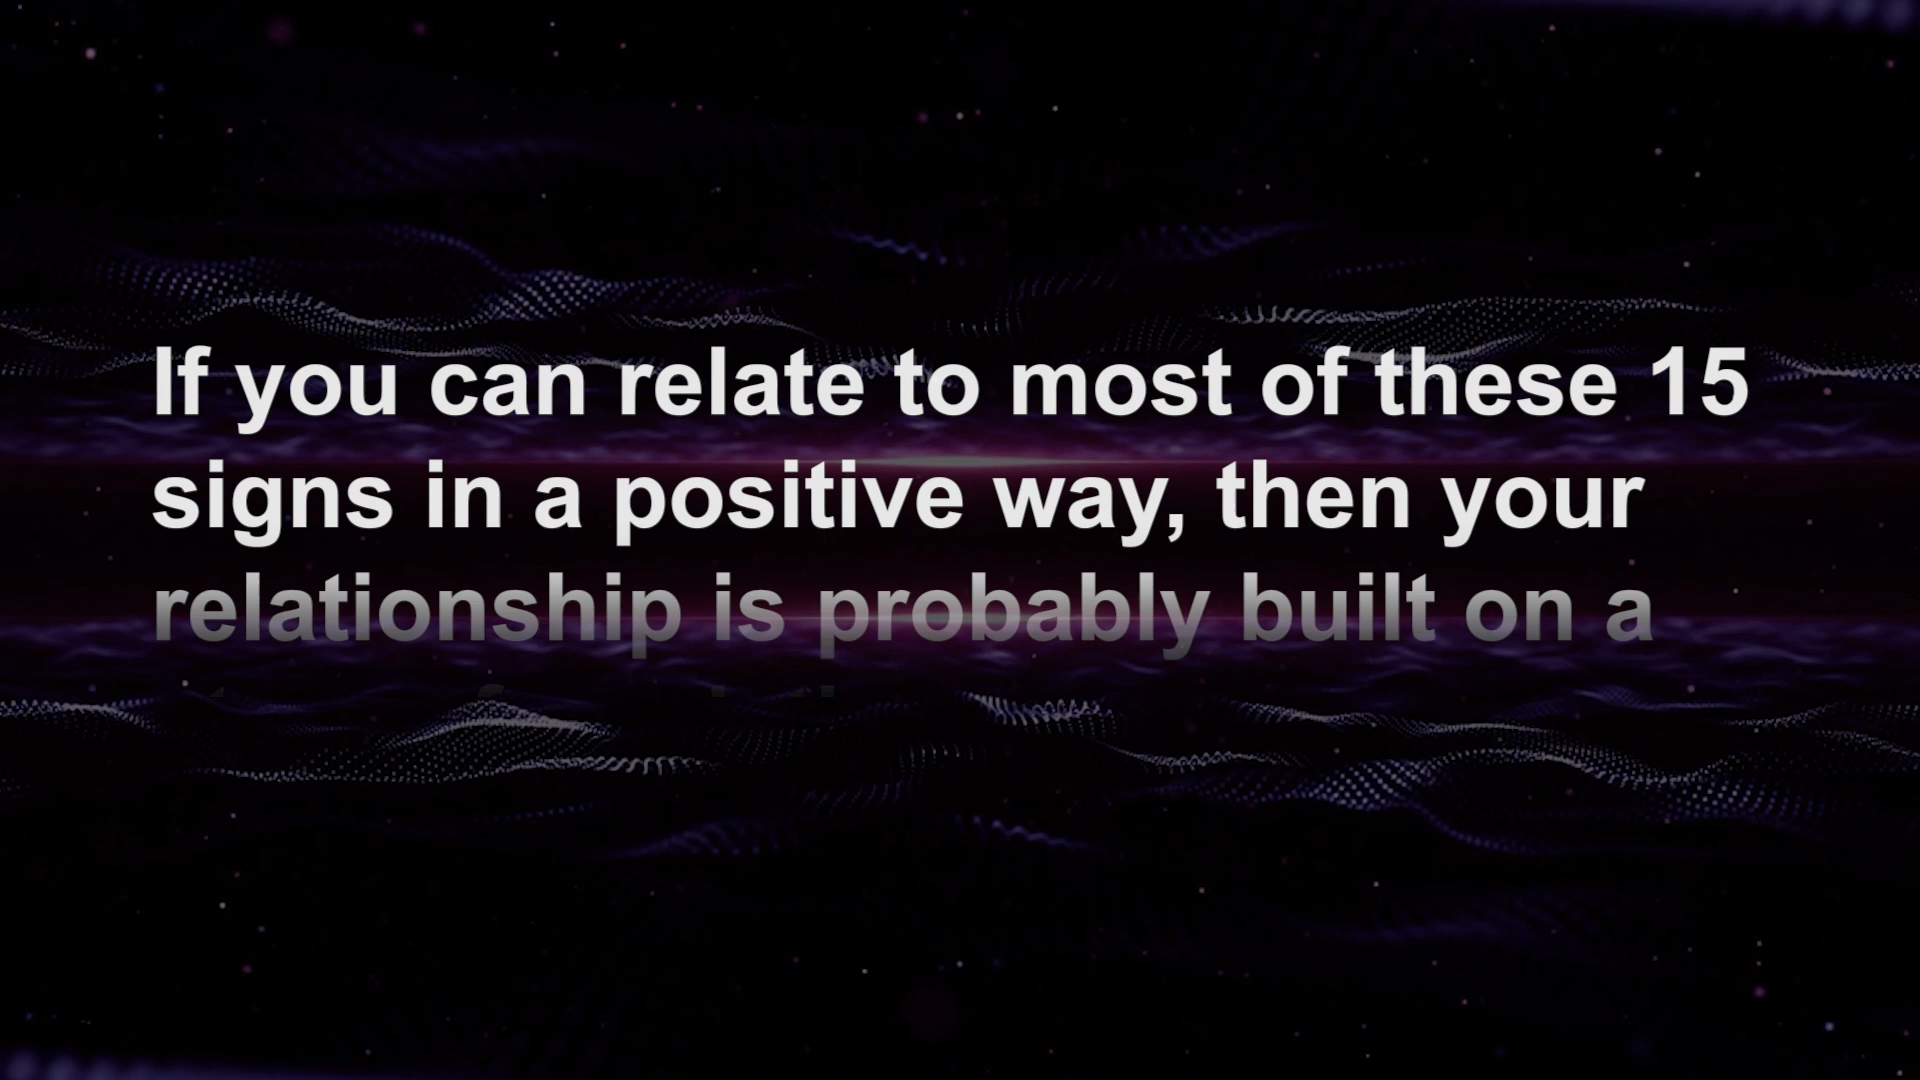 If you can relate to most of these 15
signs in a positive way, then your
relationship is probably built on a